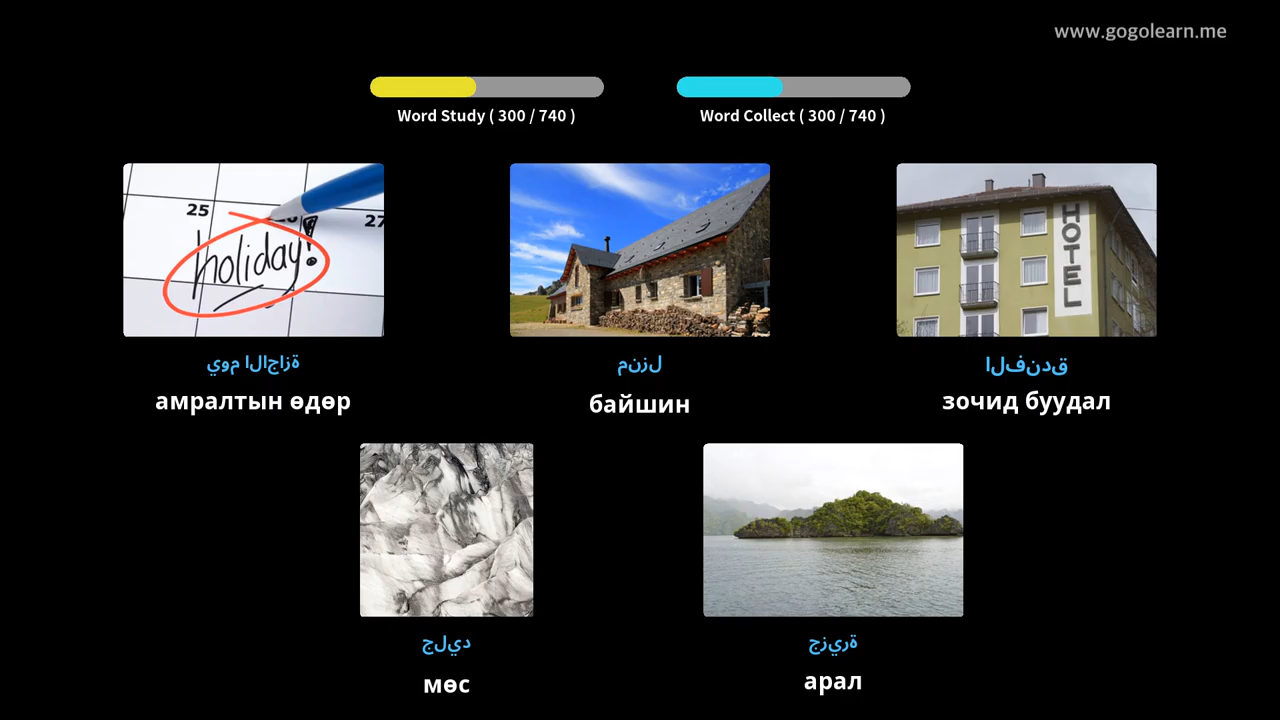 www.gogolearn.me
Word Study ( 300 / 740 )
Word Collect ( 300 / 740 )
25
27
holiday!
HOTEL
يوم الاجازة
منزل
الفندق
амралтын өдөр
байшин
зочид буудал
جليد
جزيرة
мөс
арал